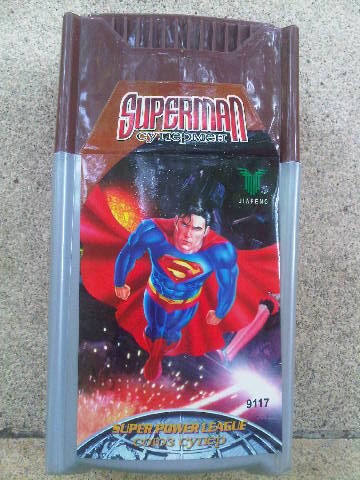 SUPERMAN
супермен
JIAFENG
9117
SUPER POWER LEAGUE
союз супер